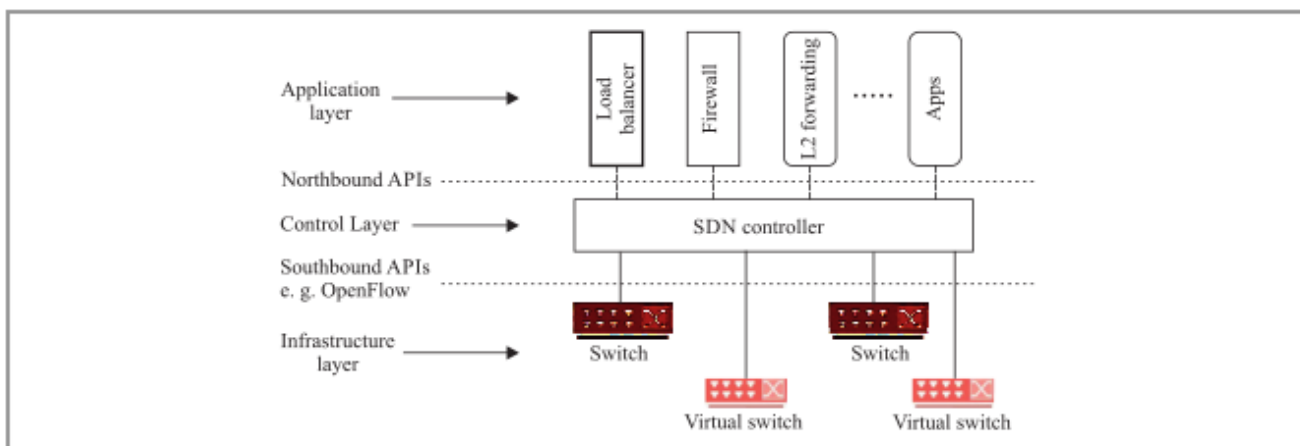 Application
layer
Load
balancer
Firewall
L2 forwarding
.....
Apps
Northbound APIs
Control Layer
SDN controller
Southbound APIs
e. g. OpenFlow
Infrastructure
layer
Switch
Switch
Virtual switch
Virtual switch